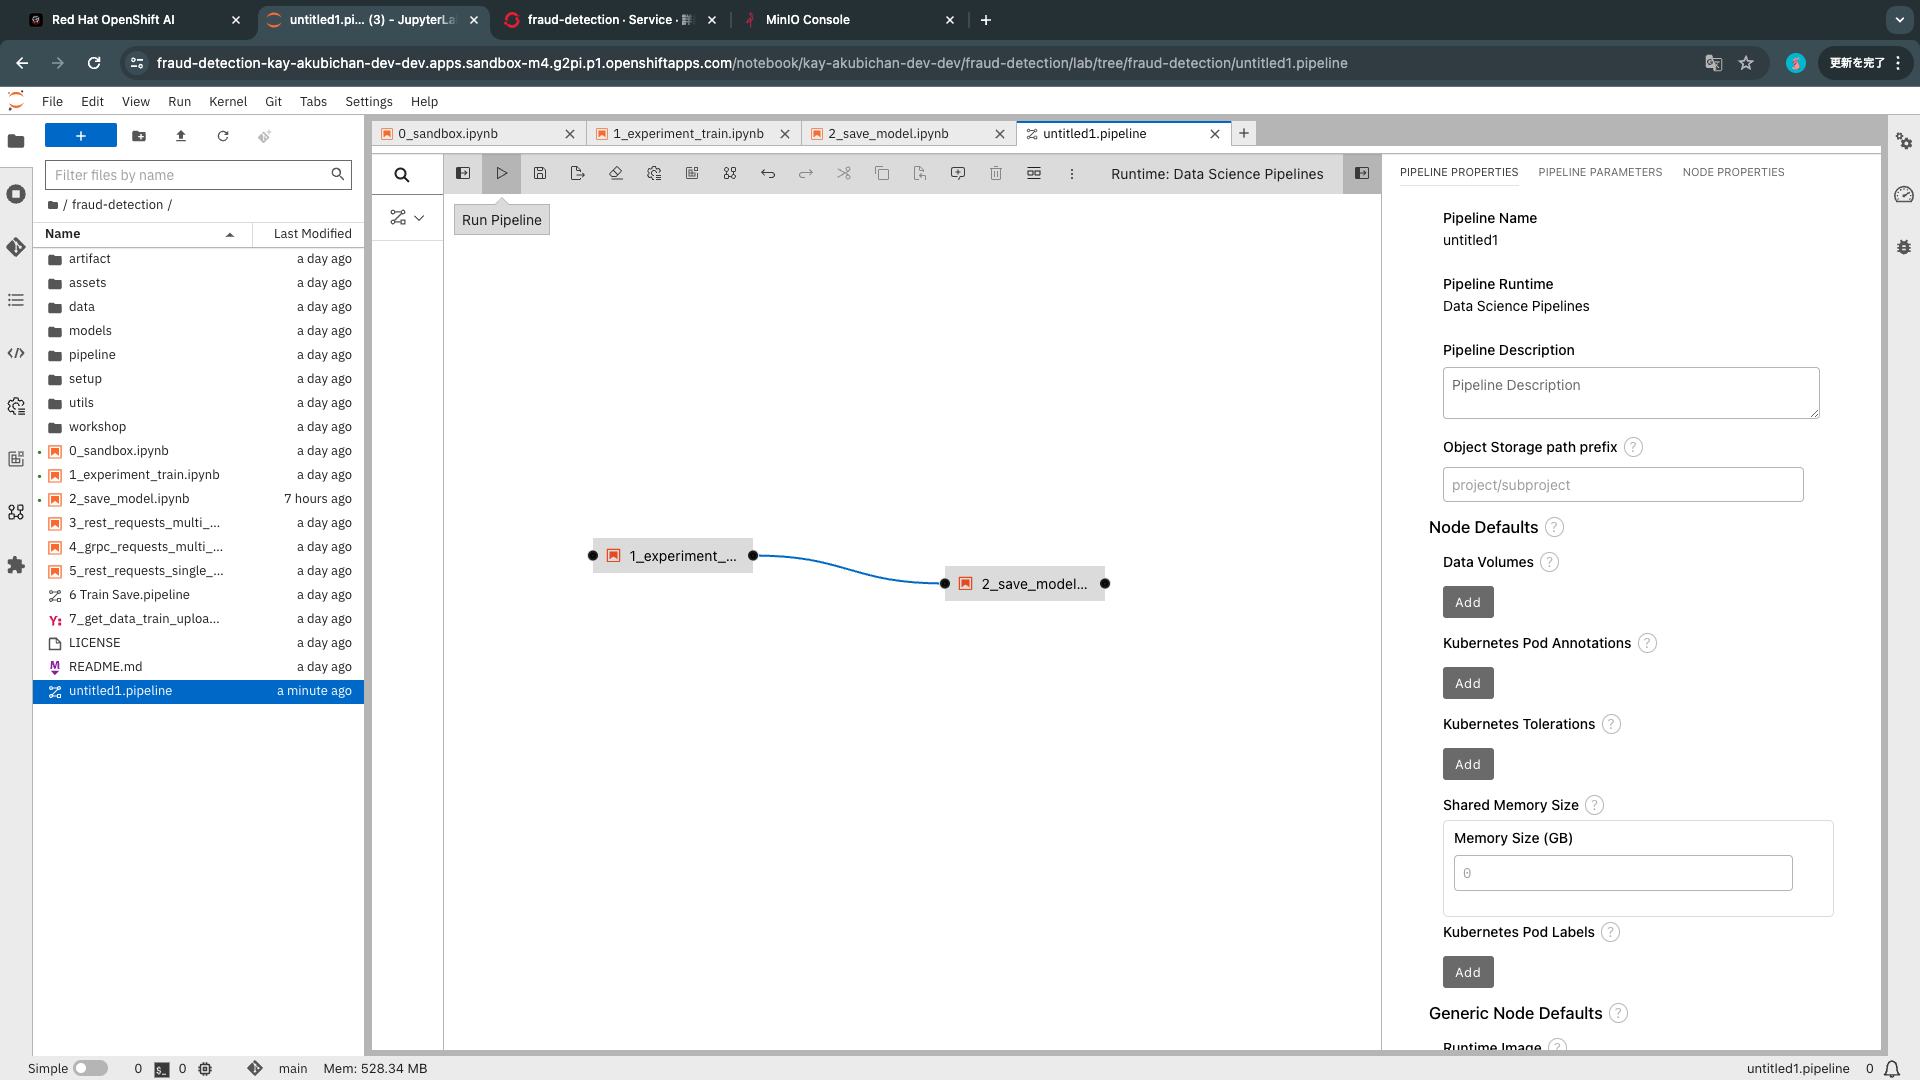 Red Hat OpenShift AI
untitled1.pi... (3) - JupyterLa
fraud-detection · Service ·
MinIO Console
fraud-detection-kay-akubichan-dev-dev.apps.sandbox-m4.g2pi.p1.openshiftapps.com/notebook/kay-akubichan-dev-dev/fraud-detection/lab/tree/fraud-detection/untitled1.pipeline
更新を完了
File Edit View Run Kernel Git Tabs Settings Help
Filter files by name
/ fraud-detection /
Name Last Modified
artifact a day ago
assets a day ago
data a day ago
models a day ago
pipeline a day ago
setup a day ago
utils a day ago
workshop a day ago
0_sandbox.ipynb a day ago
1_experiment_train.ipynb a day ago
2_save_model.ipynb 7 hours ago
3_rest_requests_multi_... a day ago
4_grpc_requests_multi_... a day ago
5_rest_requests_single_... a day ago
6 Train Save.pipeline a day ago
7_get_data_train_uploa... a day ago
LICENSE a day ago
README.md a day ago
untitled1.pipeline a minute ago
0_sandbox.ipynb
1_experiment_train.ipynb
2_save_model.ipynb
untitled1.pipeline
Runtime: Data Science Pipelines
Run Pipeline
1_experiment_...
2_save_model...
PIPELINE PROPERTIES PIPELINE PARAMETERS NODE PROPERTIES
Pipeline Name
untitled1
Pipeline Runtime
Data Science Pipelines
Pipeline Description
Pipeline Description
Object Storage path prefix ?
project/subproject
Node Defaults ?
Data Volumes ?
Add
Kubernetes Pod Annotations ?
Add
Kubernetes Tolerations ?
Add
Shared Memory Size ?
Memory Size (GB)
0
Kubernetes Pod Labels ?
Add
Generic Node Defaults ?
Runtime Image ?
Simple 0 $_ 0 main Mem: 528.34 MB
untitled1.pipeline 0